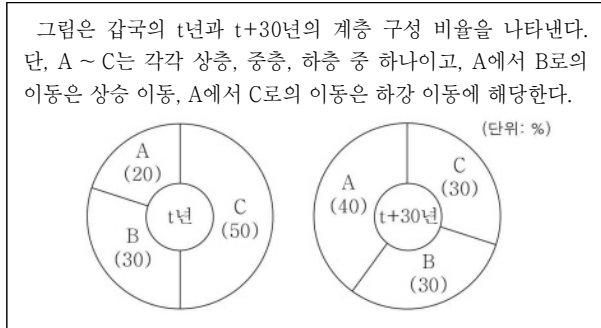 그림은 갑국의 t년과 t+30년의 계층 구성 비율을 나타낸다.
단, A ~ C는 각각 상층, 중층, 하층 중 하나이고, A에서 B로의
이동은 상승 이동, A에서 C로의 이동은 하강 이동에 해당한다.
(단위: %)
A
(20)
B
(30)
t년
C
(50)
A
(40)
t+30년
C
(30)
B
(30)